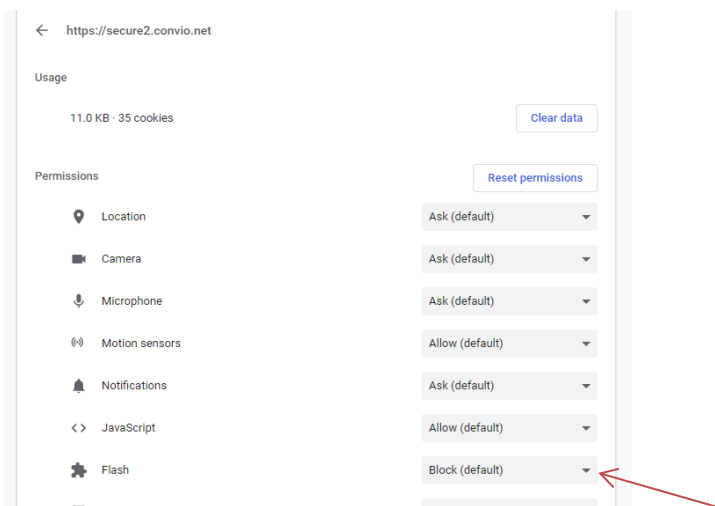 https://secure2.convio.net
Usage
11.0 KB · 35 cookies
Clear data
Permissions
Reset permissions
Location
Ask (default)
Camera
Ask (default)
Microphone
Ask (default)
Motion sensors
Allow (default)
Notifications
Ask (default)
JavaScript
Allow (default)
Flash
Block (default)